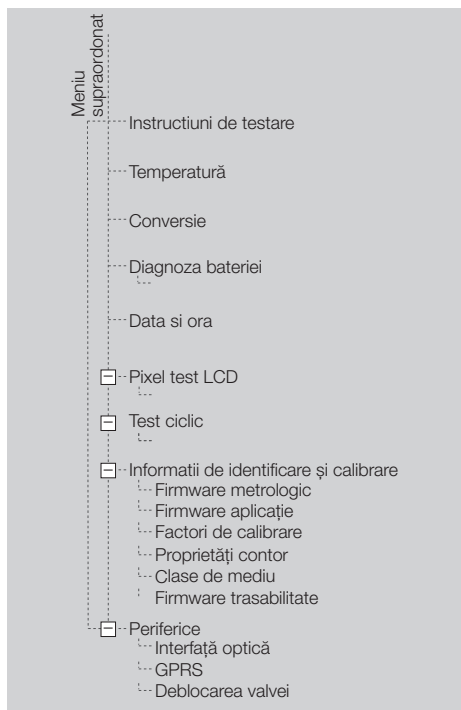 Meniu
supraordonat
Instructiuni de testare
Temperatură
Conversie
Diagnoza bateriei
Data si ora
Pixel test LCD
Test ciclic
Informatii de identificare și calibrare
Firmware metrologic
Firmware aplicație
Factori de calibrare
Proprietăți contor
Clase de mediu
Firmware trasabilitate
Periferice
Interfață optică
GPRS
Deblocarea valvei